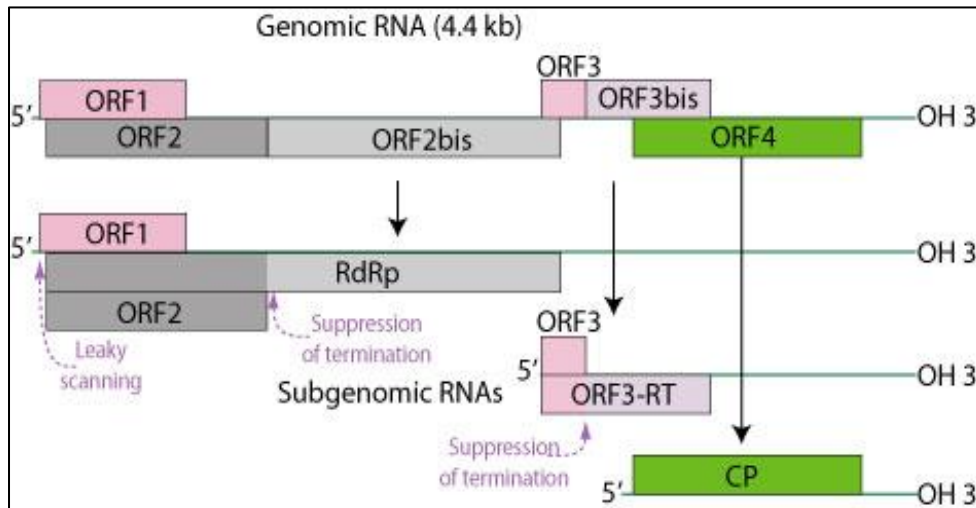 Genomic RNA (4.4 kb)
ORF3
ORF1
ORF3bis
5’
OH 3
ORF2
ORF2bis
ORF4
ORF1
5’
OH 3
RdRp
ORF2
Suppression
of termination
ORF3
Leaky
scanning
5’
OH 3
Subgenomic RNAs
ORF3-RT
Suppression
of termination
CP
5’
OH 3